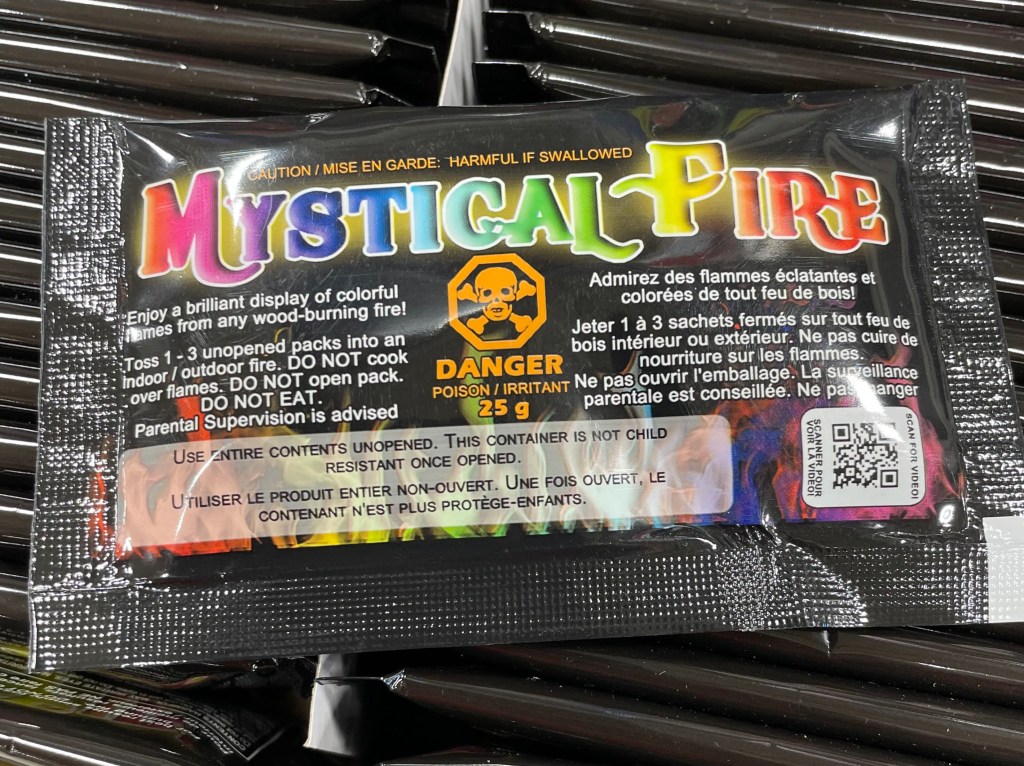 CAUTION / MISE EN GARDE: HARMFUL IF SWALLOWED
MYSTICAL FIRE
Enjoy a brilliant display of colorful
flames from any wood-burning fire!
Toss 1 - 3 unopened packs into an
indoor / outdoor fire. DO NOT cook
over flames. DO NOT open pack.
DO NOT EAT.
Parental Supervision is advised
DANGER
POISON / IRRITANT
25 g
Admirez des flammes éclatantes et
colorées de tout feu de bois!
Jeter 1 à 3 sachets fermés sur tout feu de
bois intérieur ou extérieur. Ne pas cuire de
nourriture sur les flammes.
Ne pas ouvrir l'emballage. La surveillance
parentale est conseillée. Ne pas manger
USE ENTIRE CONTENTS UNOPENED. THIS CONTAINER IS NOT CHILD
RESISTANT ONCE OPENED.
UTILISER LE PRODUIT ENTIER NON-OUVERT. UNE FOIS OUVERT, LE
CONTENANT N'EST PLUS PROTÈGE-ENFANTS.
SCANNER POUR
VOIR LA VIDEO!
SCAN FOR VIDEO!